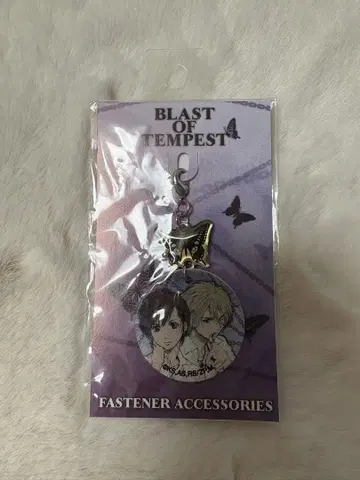 BLAST
OF
TEMPEST
FASTENER ACCESSORIES